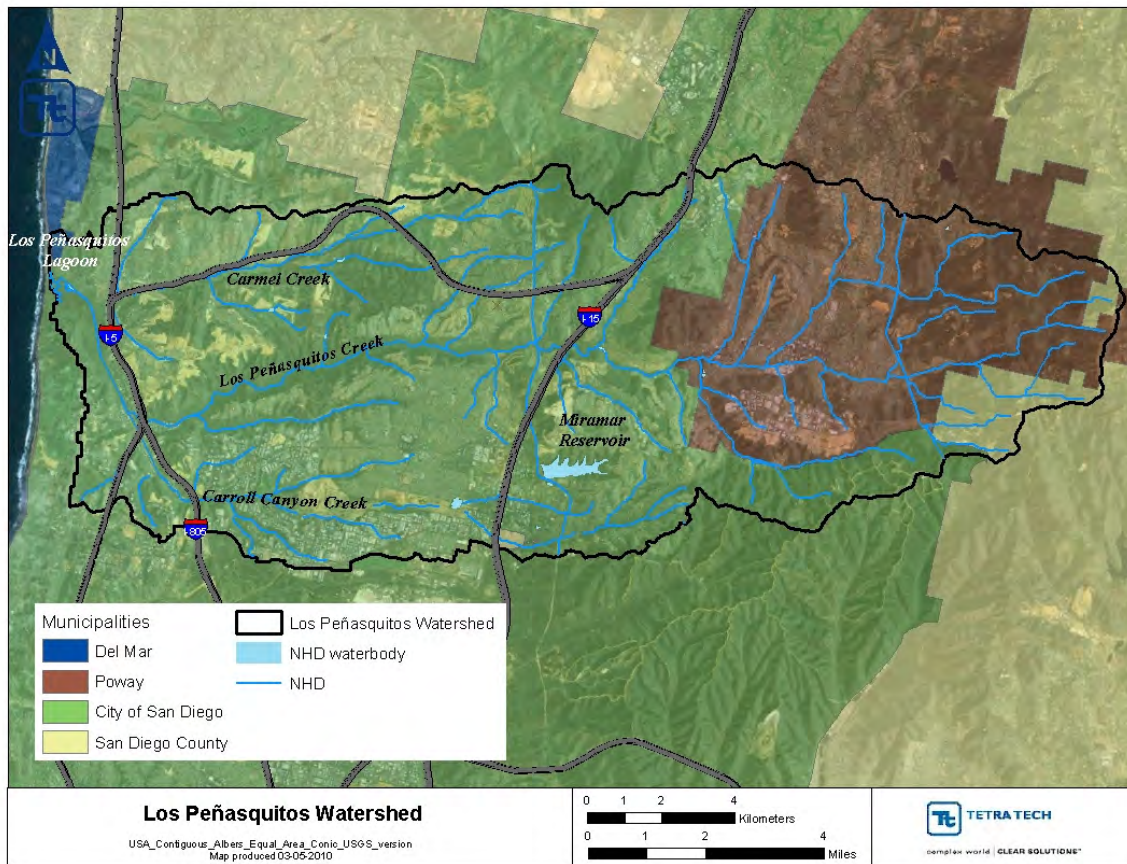 N
Tt
Los Peñasquitos
Lagoon
Carmel Creek
I-5
I-15
Los Peñasquitos Creek
Miramar
Reservoir
Carroll Canyon Creek
I-805
Municipalities
Del Mar
Poway
City of San Diego
San Diego County
Los Peñasquitos Watershed
NHD waterbody
NHD
Los Peñasquitos Watershed
USA_Contiguous_Albers_Equal_Area_Conic_USGS_version
Map produced 03-05-2010
0 1 2 4
Kilometers
0 1 2 4
Miles
Tt TETRA TECH
complex world | CLEAR SOLUTIONS™